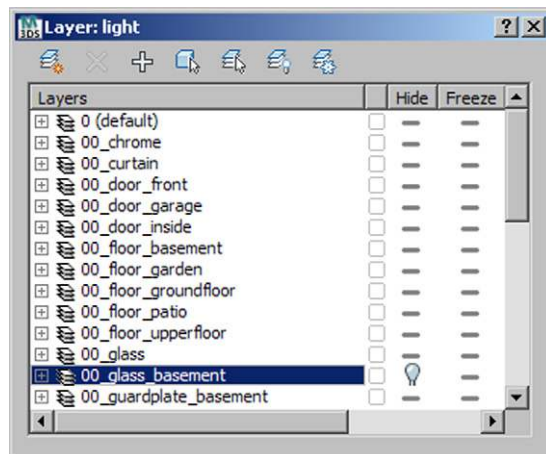 3DS Layer: light
Layers Hide Freeze
0 (default)
00_chrome
00_curtain
00_door_front
00_door_garage
00_door_inside
00_floor_basement
00_floor_garden
00_floor_groundfloor
00_floor_patio
00_floor_upperfloor
00_glass
00_glass_basement
00_guardplate_basement